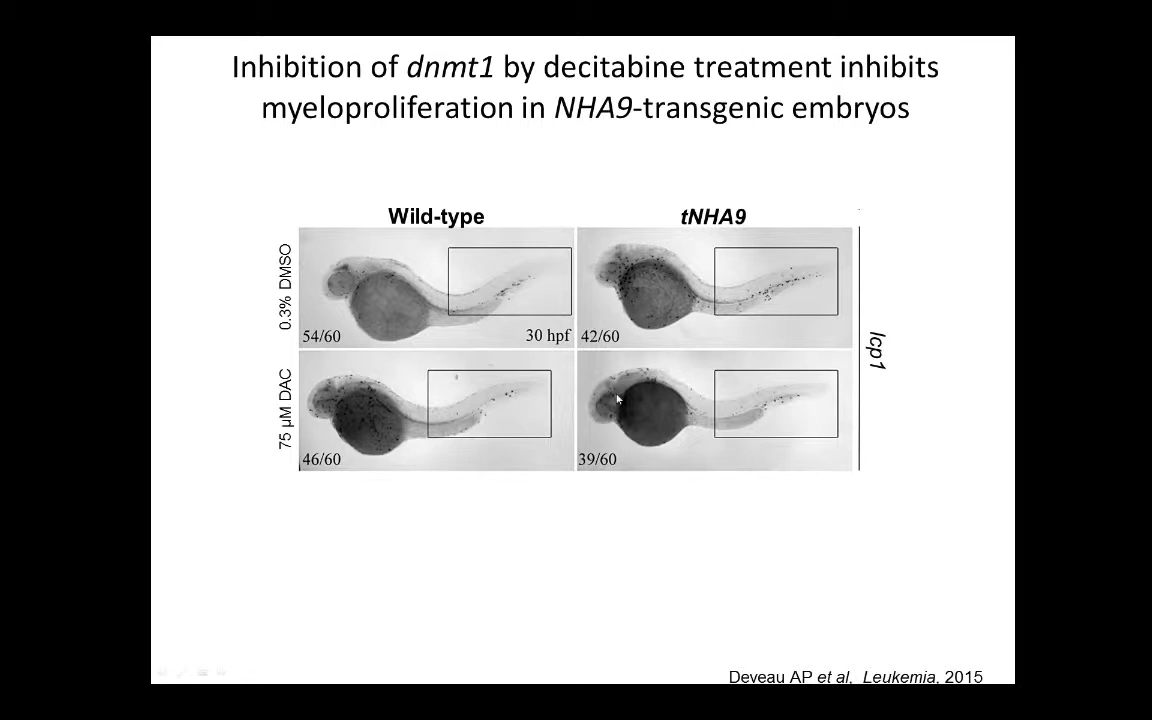 Inhibition of dnmt1 by decitabine treatment inhibits
myeloproliferation in NHA9-transgenic embryos
Wild-type
tNHA9
0.3% DMSO
54/60
30 hpf
42/60
lcp1
75 µM DAC
46/60
39/60
Deveau AP et al, Leukemia, 2015